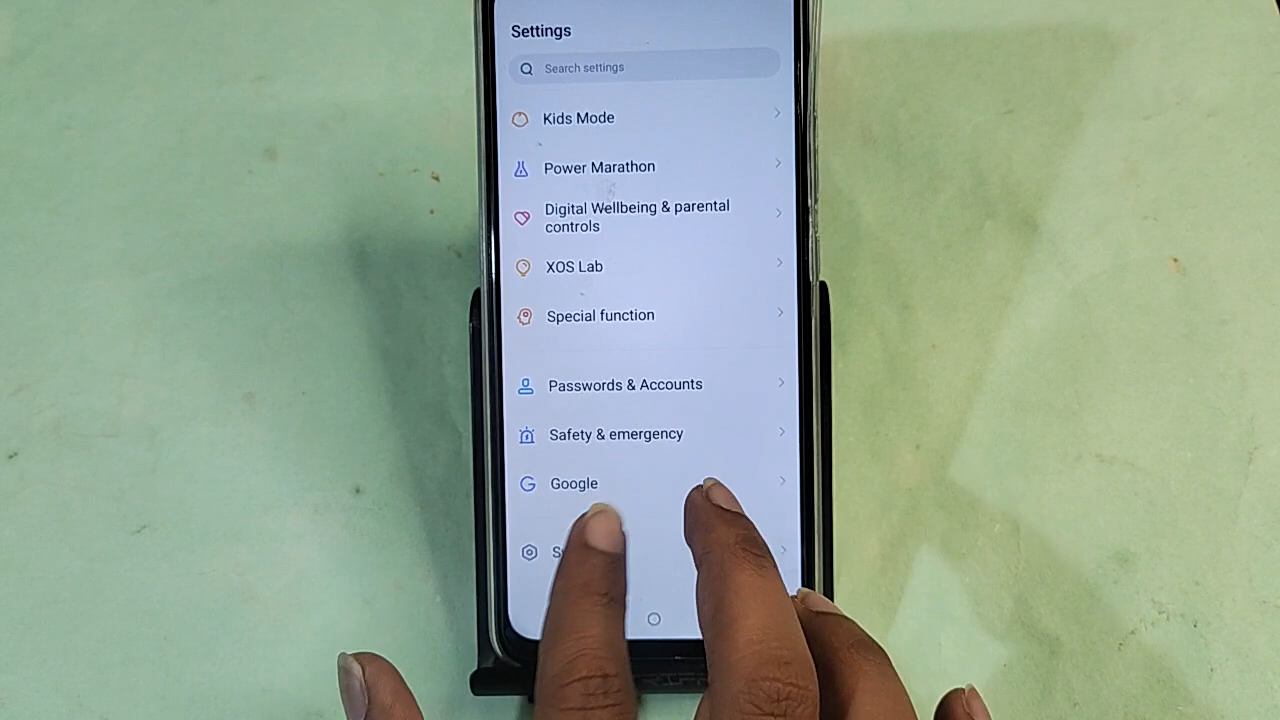 Settings
Search settings
Kids Mode
Power Marathon
Digital Wellbeing & parental
controls
XOS Lab
Special function
Passwords & Accounts
Safety & emergency
Google